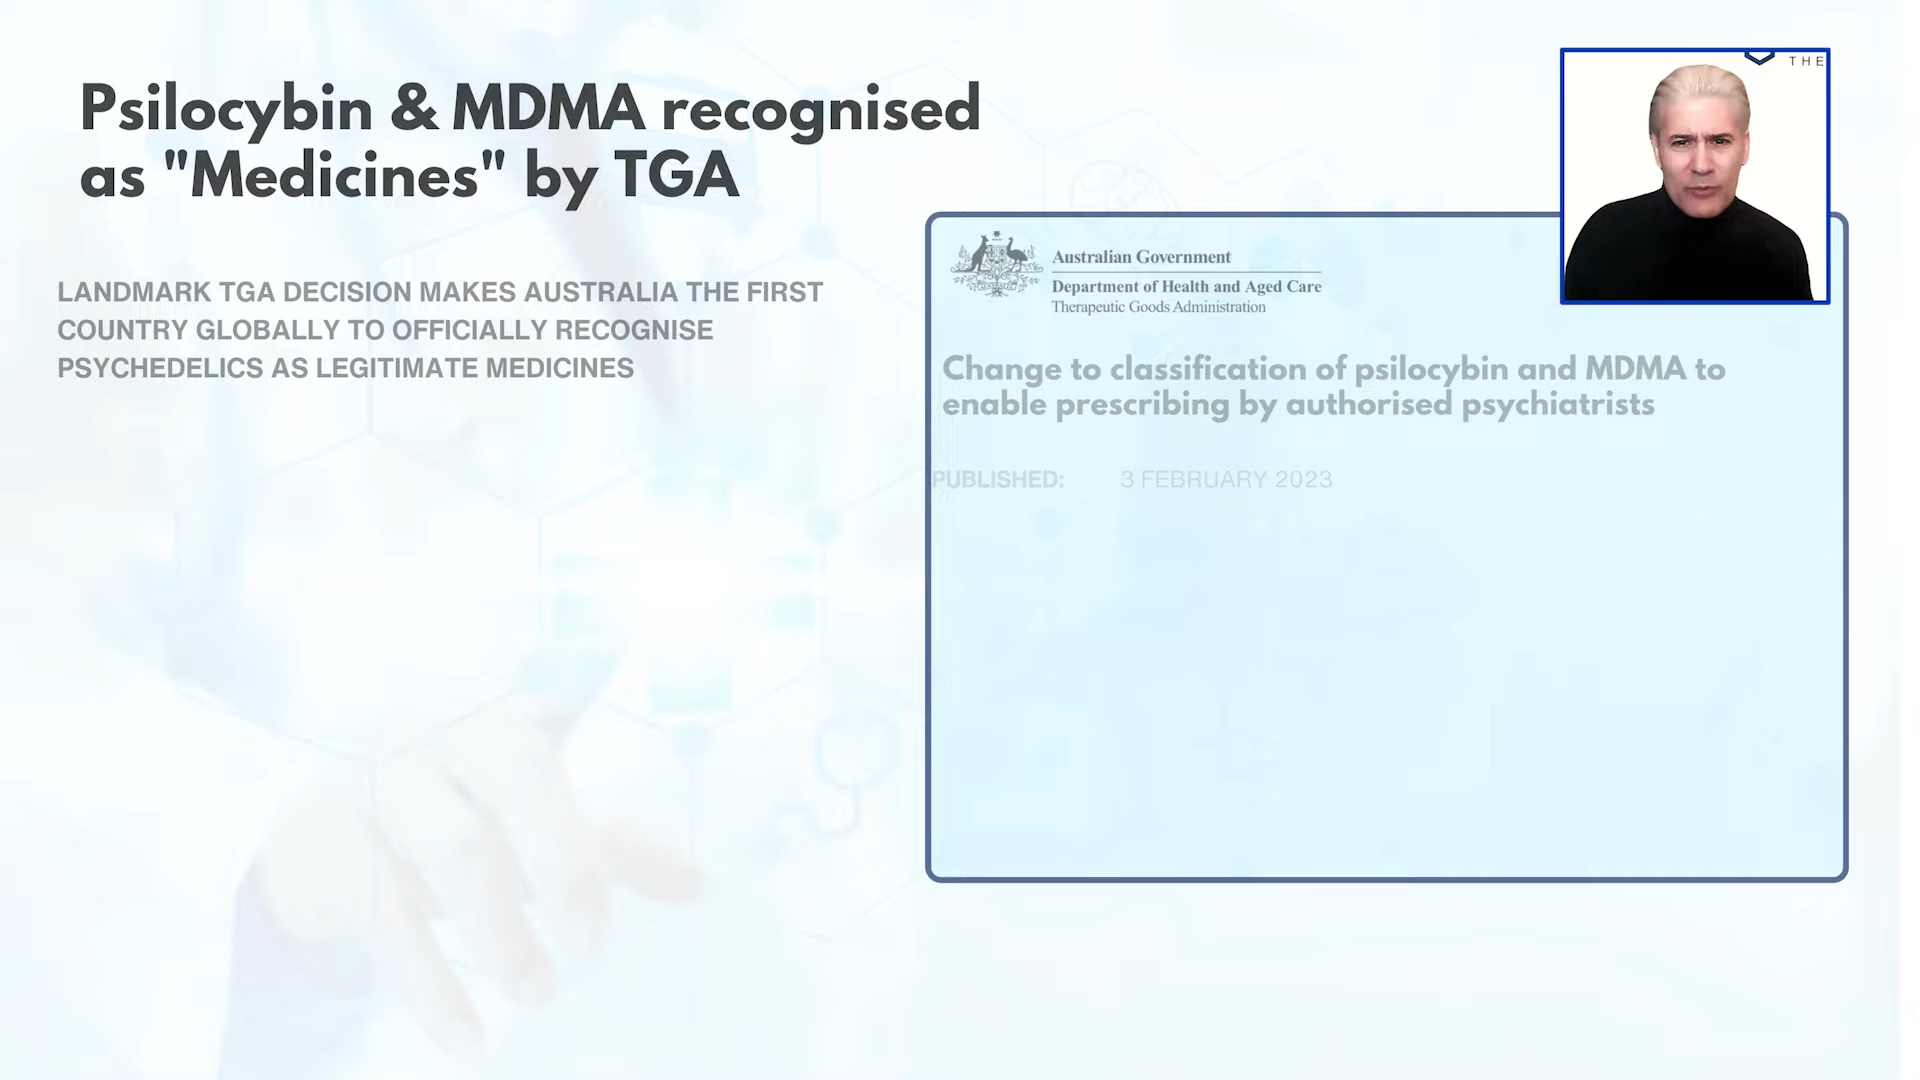 Psilocybin & MDMA recognised
as "Medicines" by TGA
LANDMARK TGA DECISION MAKES AUSTRALIA THE FIRST
COUNTRY GLOBALLY TO OFFICIALLY RECOGNISE
PSYCHEDELICS AS LEGITIMATE MEDICINES
THE
Australian Government
Department of Health and Aged Care
Therapeutic Goods Administration
Change to classification of psilocybin and MDMA to
enable prescribing by authorised psychiatrists
PUBLISHED: 3 FEBRUARY 2023